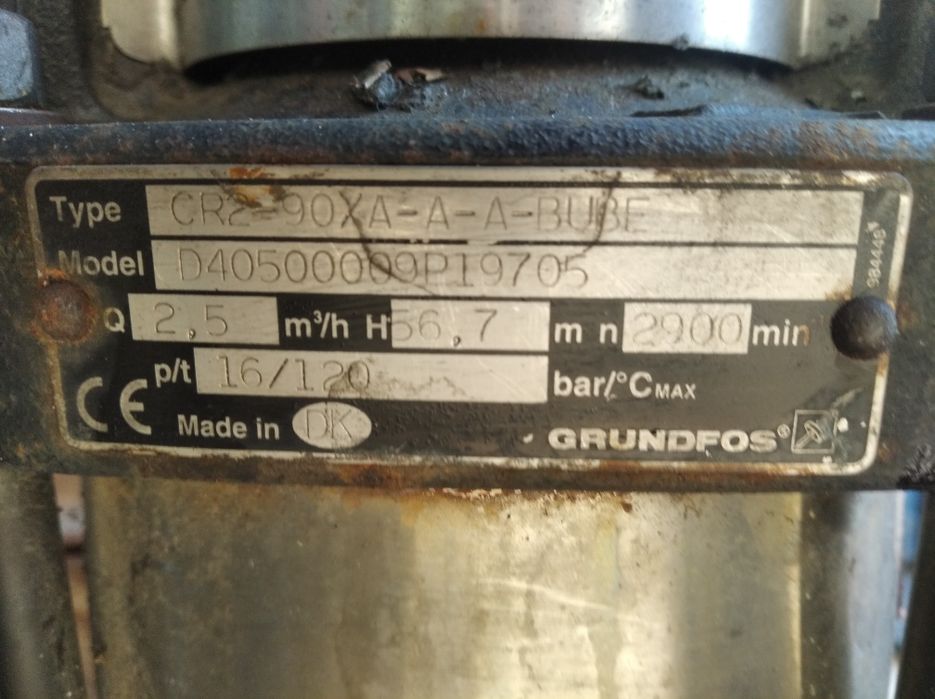 Type CR2-90XA-A-A-BUBE
Model D40500009P19705
Q 2,5 m³/h H 56,7 m n 2900 min
p/t 16/120 bar/°C MAX
CE Made in DK GRUNDFOS®
984445